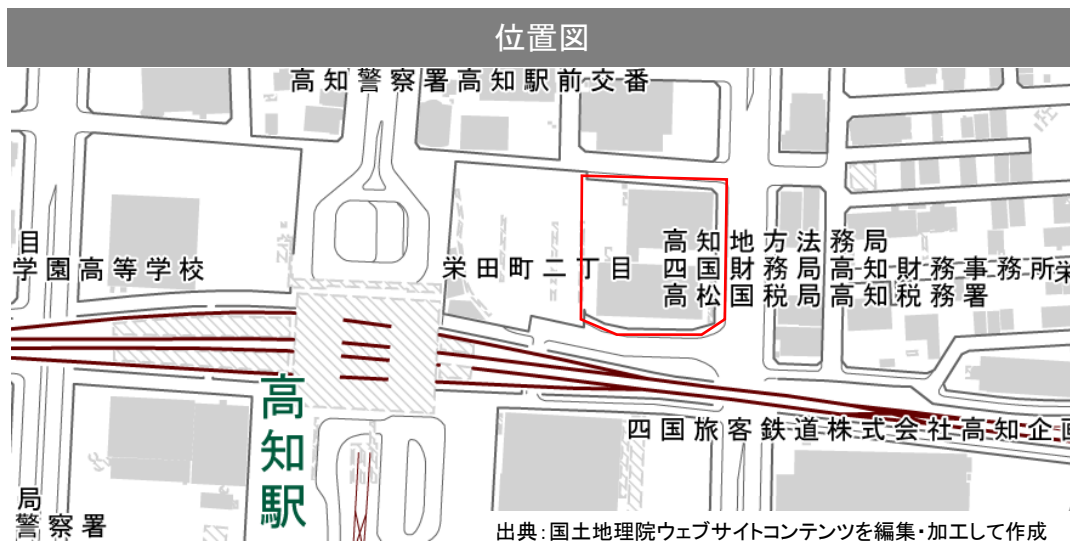 位置図
高知警察署高知駅前交番
高知地方法務局
四国財務局高知財務事務所
栄
高松国税局高知税務署
栄田町二丁目
目
学園高等学校
高知駅
四国旅客鉄道株式会社高知企画
局
警察署
出典:国土地理院ウェブサイトコンテンツを編集・加工して作成